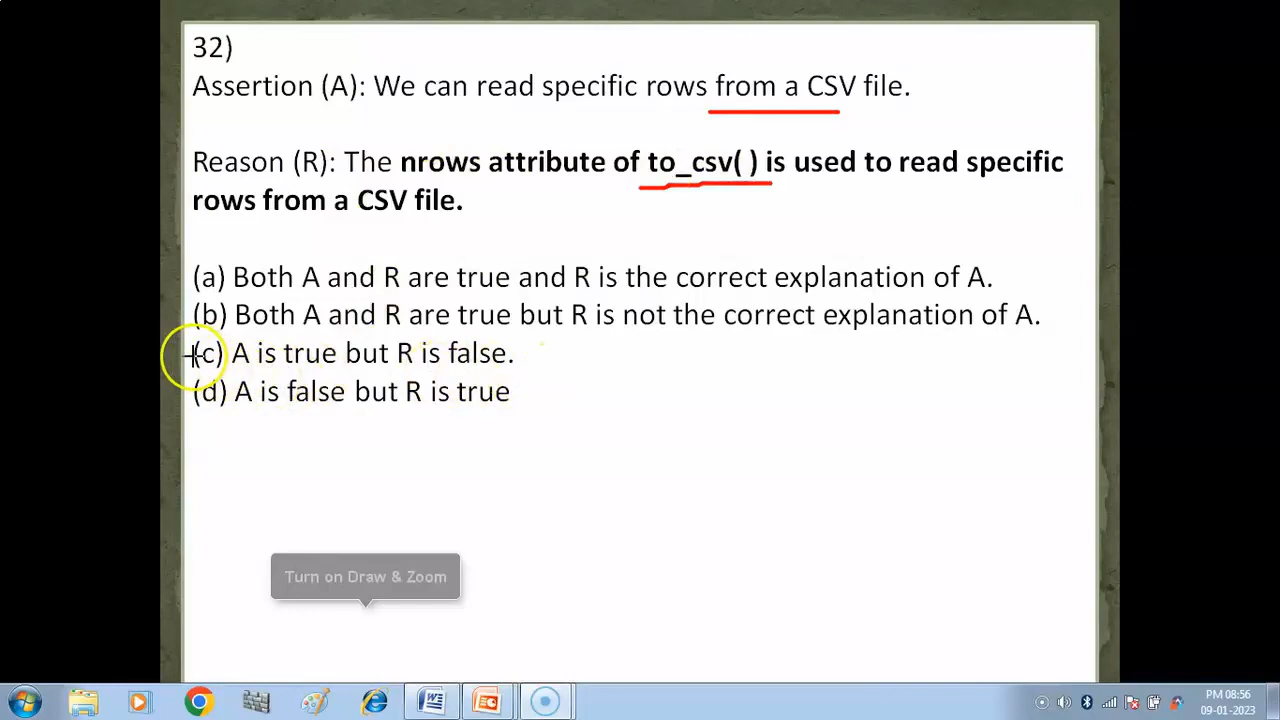 32)
Assertion (A): We can read specific rows from a CSV file.
Reason (R): The nrows attribute of to_csv( ) is used to read specific
rows from a CSV file.
(a) Both A and R are true and R is the correct explanation of A.
(b) Both A and R are true but R is not the correct explanation of A.
(c) A is true but R is false.
(d) A is false but R is true
Turn on Draw & Zoom
PM 08:56
09-01-2023